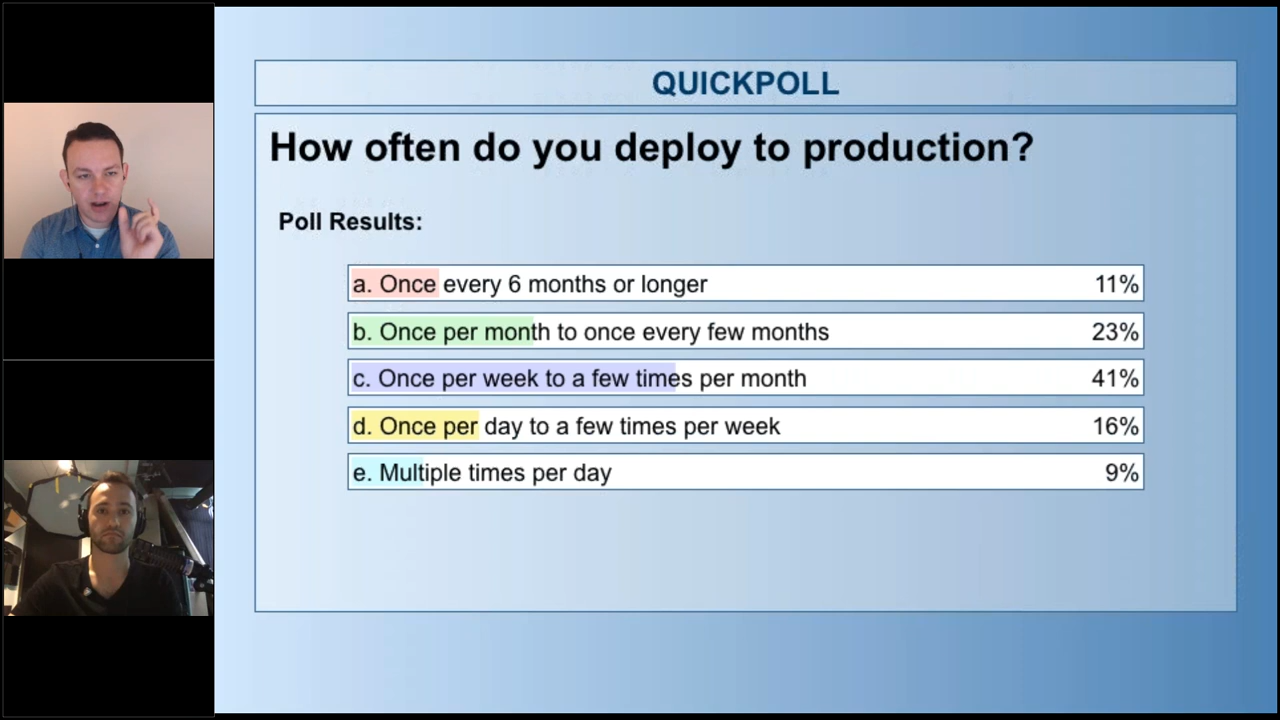 QUICKPOLL
How often do you deploy to production?
Poll Results:
a. Once every 6 months or longer 11%
b. Once per month to once every few months 23%
c. Once per week to a few times per month 41%
d. Once per day to a few times per week 16%
e. Multiple times per day 9%